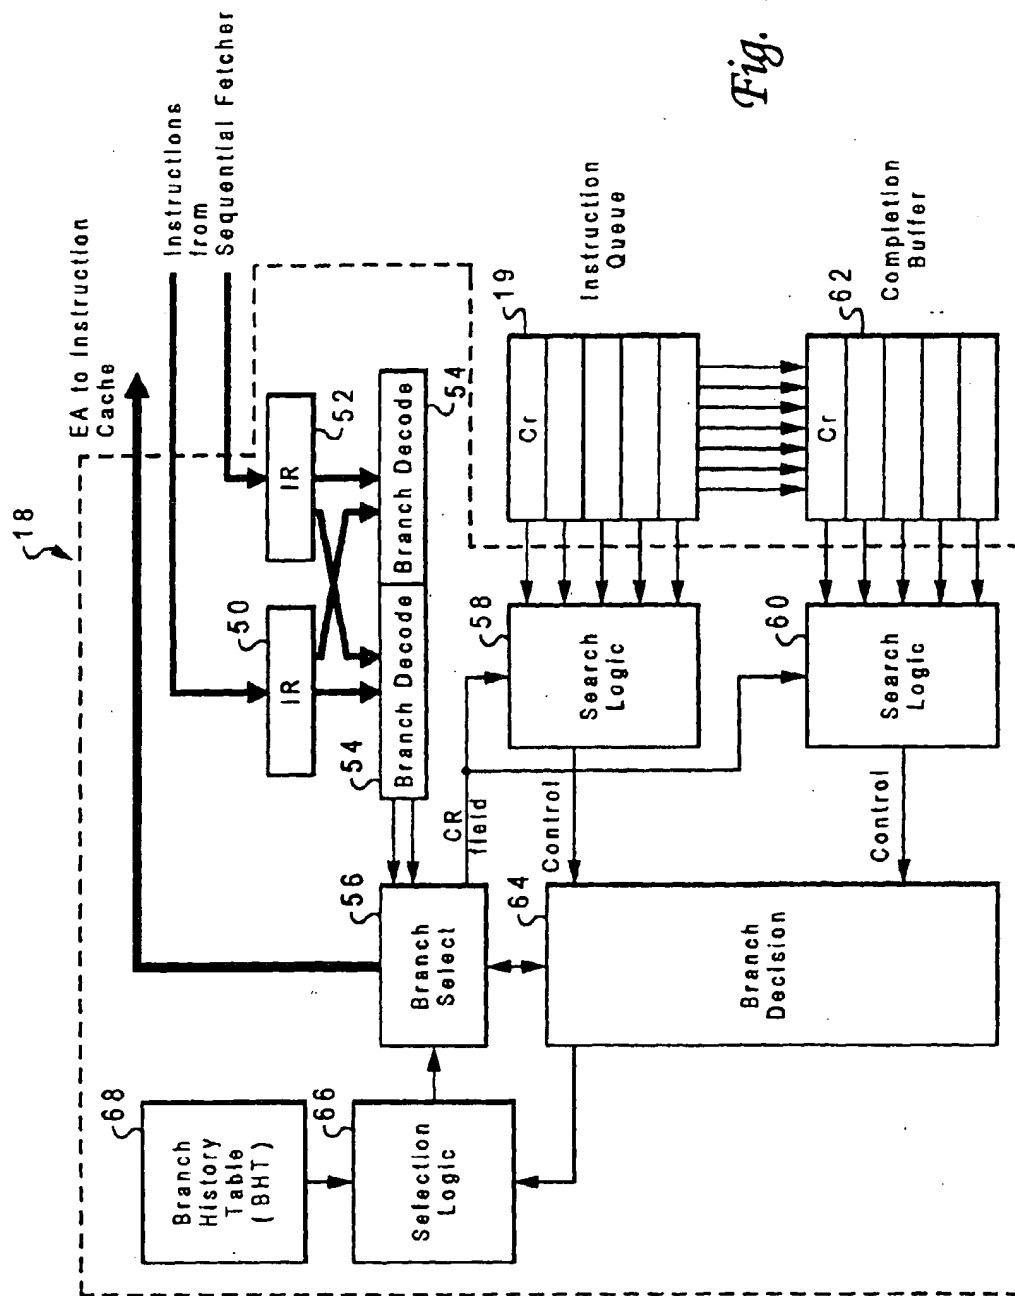 18
EA to Instruction
Cache
Instructions
from
Sequential Fetcher
68
Branch
History
Table
(BHT)
50
IR
IR
52
66
Selection
Logic
56
Branch
Select
54
Branch Decode
Branch Decode
54
CR
field
64
Control
58
Search
Logic
Cr
19
Instruction
Queue
Branch
Decision
Control
60
Search
Logic
Cr
62
Completion
Buffer
Fig.